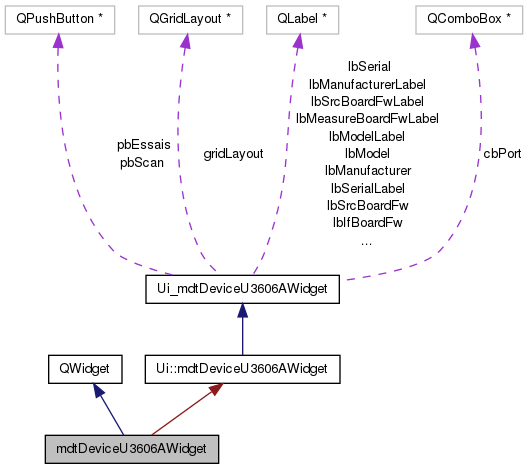 QPushButton *
QGridLayout *
QLabel *
QComboBox *
pbEssais
pbScan
gridLayout
lbSerial
lbManufacturerLabel
lbSrcBoardFwLabel
lbMeasureBoardFwLabel
lbModelLabel
lbModel
lbManufacturer
lbSerialLabel
lbSrcBoardFw
lbIfBoardFw
...
cbPort
Ui_mdtDeviceU3606AWidget
QWidget
Ui::mdtDeviceU3606AWidget
mdtDeviceU3606AWidget